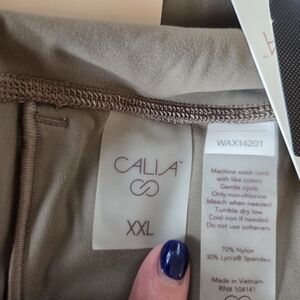 CALIA™
XXL
WAX14201
Machine wash cold
with like colors
Gentle cycle
Only non-chlorine
bleach when needed
Tumble dry low
Cool iron if needed
Do not use softeners
70% Nylon
30% Lycra® Spandex
Made in Vietnam
RN# 104141